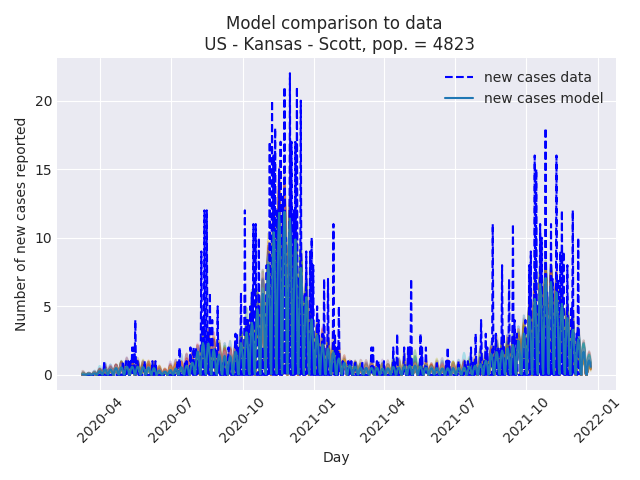 Model comparison to data
US - Kansas - Scott, pop. = 4823
new cases data
new cases model
Number of new cases reported
20
15
10
5
0
2020-04
2020-07
2020-10
2021-01
2021-04
2021-07
2021-10
2022-01
Day